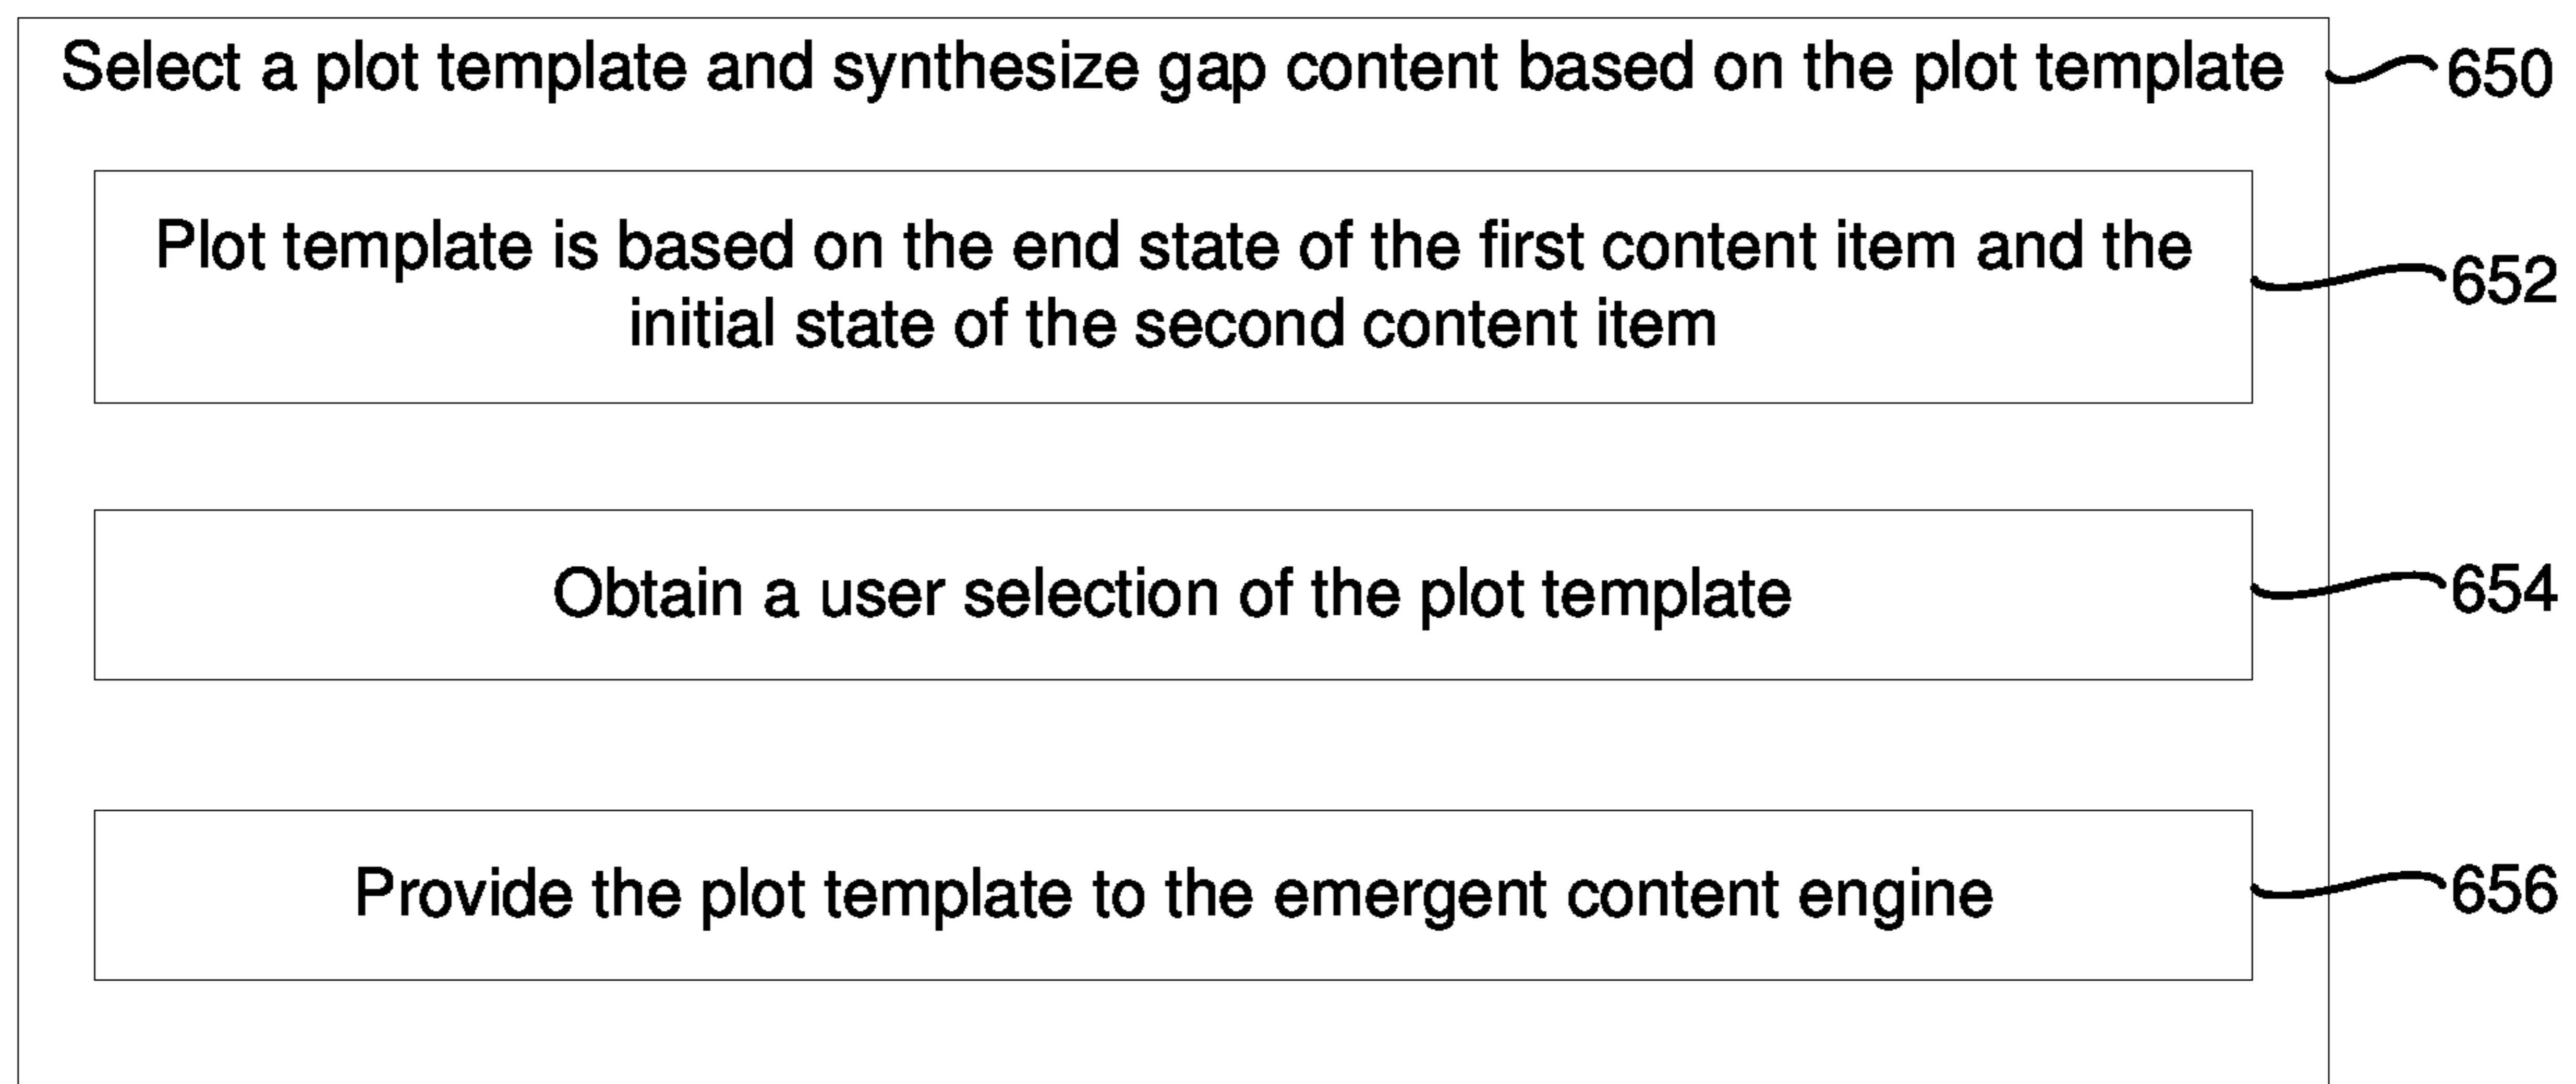 Select a plot template and synthesize gap content based on the plot template
650
Plot template is based on the end state of the first content item and the
initial state of the second content item
652
Obtain a user selection of the plot template
654
Provide the plot template to the emergent content engine
656